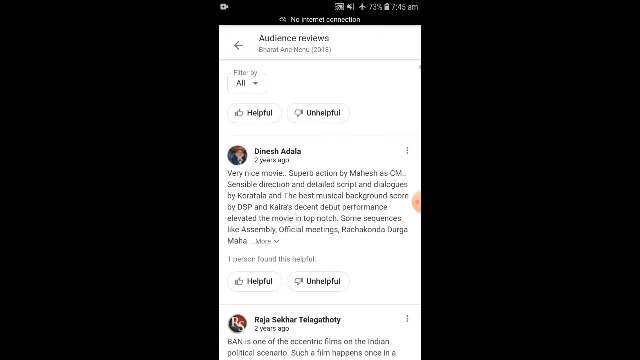 73% 7:45 am
No internet connection
Audience reviews
Bharat Ane Nenu (2018)
Filter by
All
Helpful Unhelpful
Dinesh Adala
2 years ago
Very nice movie.. Superb action by Mahesh as CM..
Sensible direction and detailed script and dialogues
by Koratala and The best musical background score
by DSP and Kaira's decent debut performance
elevated the movie in top notch. Some sequences
like Assembly, Official meetings, Rachakonda Durga
Maha ...More
1 person found this helpful.
Helpful Unhelpful
RS
Raja Sekhar Telagathoty
2 years ago
BAN is one of the eccentric films on the Indian
political scenario. Such a film happens once in a